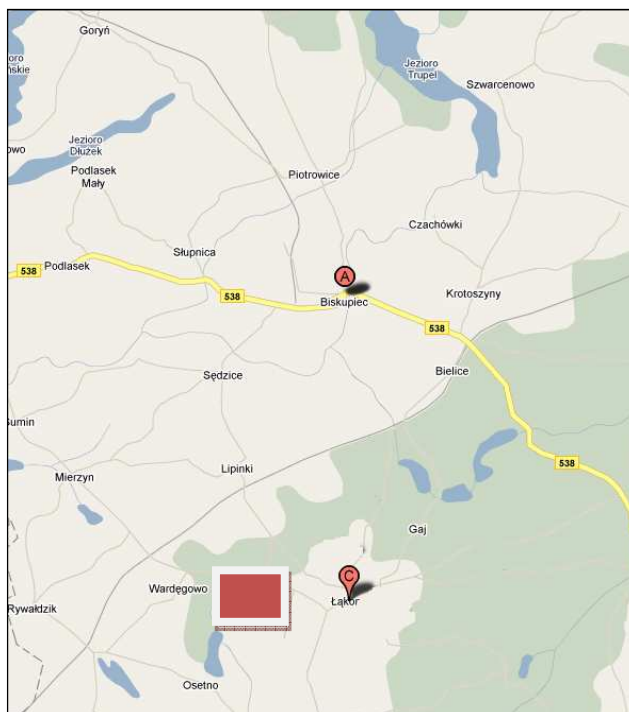 Goryń
Jezioro
Trupel
Szwarcenowo
Jezioro
Dłużek
Podlasek
Mały
Piotrowice
Czachówki
Słupnica
538
Podlasek
A
538
Biskupiec
Krotoszyny
538
Bielice
Sędzice
538
Lipinki
Mierzyn
Gaj
C
Wardęgowo
Łąkor
Rywałdzik
Osetno